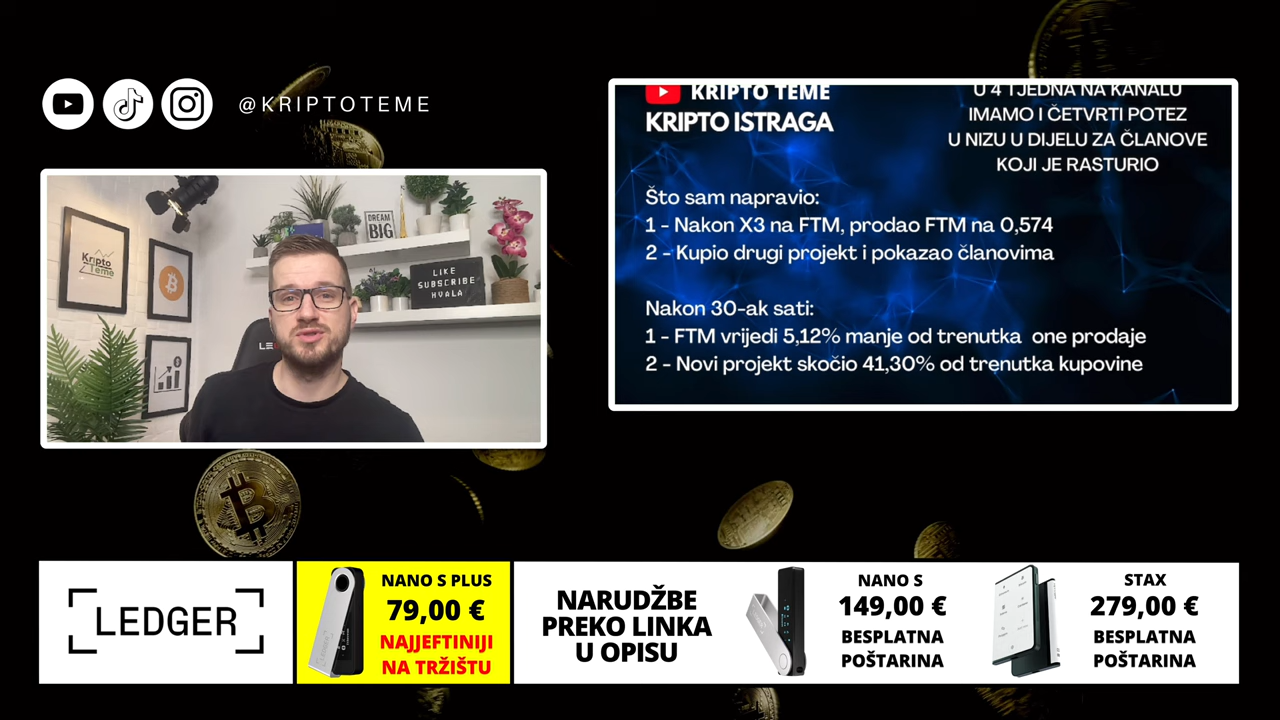 @KRIPTOTEME
Kripto
Teme
DREAM
BIG
LIKE
SUBSCRIBE
HVALA
KRIPTO TEME
KRIPTO ISTRAGA
U 4 TJEDNA NA KANALU
IMAMO I ČETVRTI POTEZ
U NIZU U DIJELU ZA ČLANOVE
KOJI JE RASTURIO
Što sam napravio:
1 - Nakon X3 na FTM, prodao FTM na 0,574
2 - Kupio drugi projekt i pokazao članovima
Nakon 30-ak sati:
1 - FTM vrijedi 5,12% manje od trenutka one prodaje
2 - Novi projekt skočio 41,30% od trenutka kupovine
LEDGER
NANO S PLUS
79,00 €
NAJJEFTINIJI
NA TRŽIŠTU
NARUDŽBE
PREKO LINKA
U OPISU
NANO S
149,00 €
BESPLATNA
POŠTARINA
STAX
279,00 €
BESPLATNA
POŠTARINA